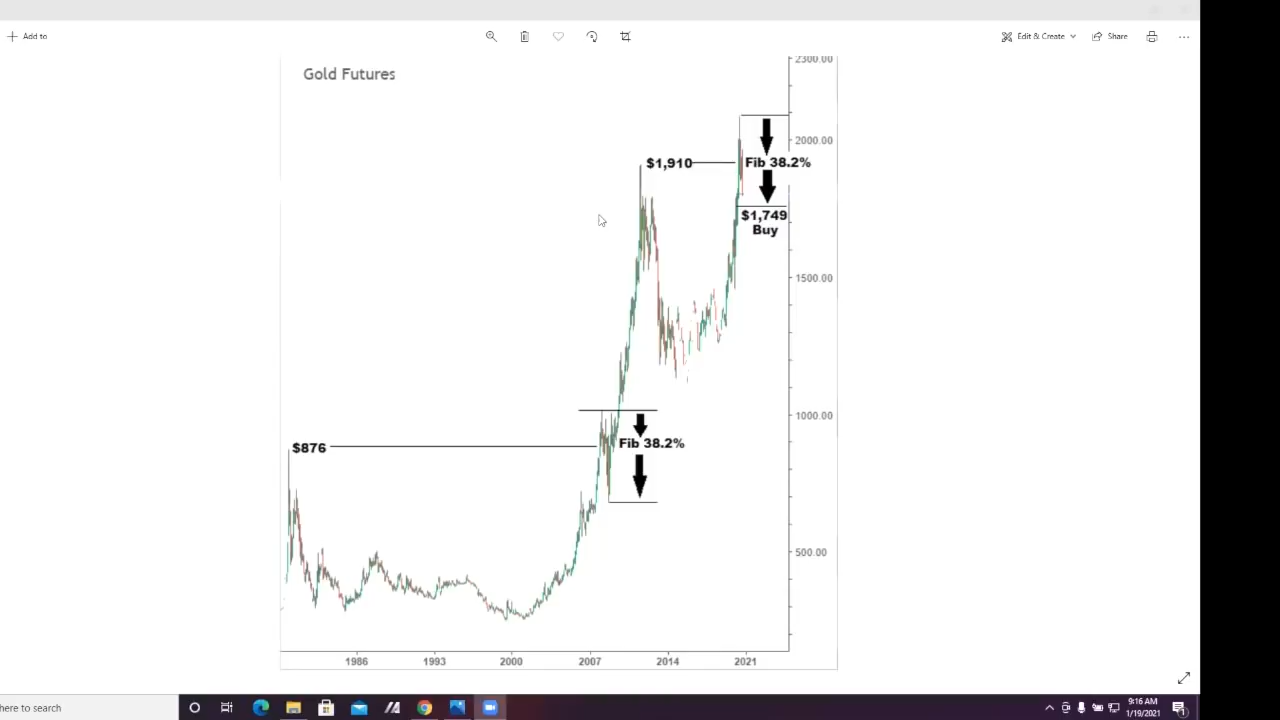 Add to
Edit & Create
Share
Gold Futures
2300.00
2000.00
$1,910
Fib 38.2%
$1,749
Buy
1500.00
1000.00
$876
Fib 38.2%
500.00
1986
1993
2000
2007
2014
2021
here to search
9:16 AM
1/19/2021